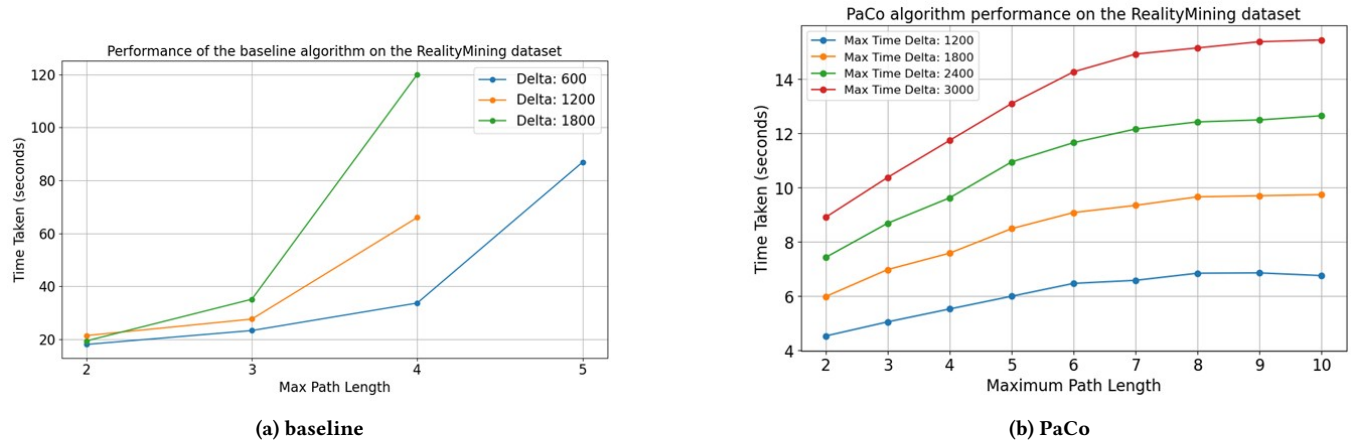 Performance of the baseline algorithm on the RealityMining dataset
Delta: 600
Delta: 1200
Delta: 1800
Time Taken (seconds)
120
100
80
60
40
20
2
3
4
5
Max Path Length
(a) baseline
PaCo algorithm performance on the RealityMining dataset
Max Time Delta: 1200
Max Time Delta: 1800
Max Time Delta: 2400
Max Time Delta: 3000
Time Taken (seconds)
14
12
10
8
6
4
2
3
4
5
6
7
8
9
10
Maximum Path Length
(b) PaCo